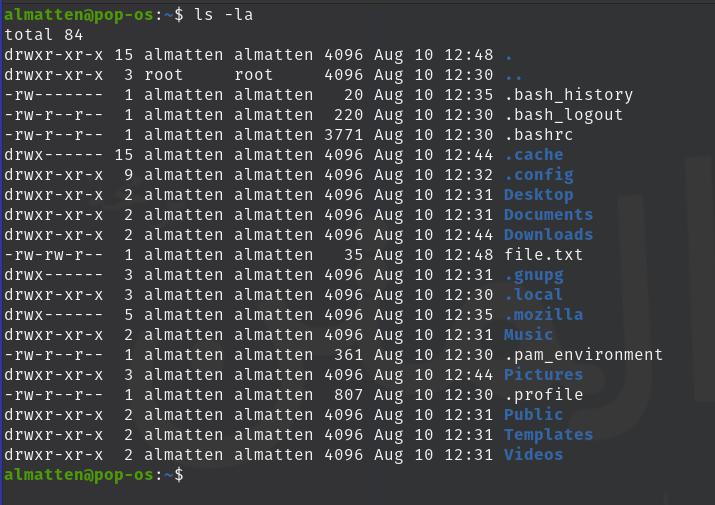 almatten@pop-os:~$ ls -la
total 84
drwxr-xr-x 15 almatten almatten 4096 Aug 10 12:48 .
drwxr-xr-x  3 root     root     4096 Aug 10 12:30 ..
-rw-------  1 almatten almatten   20 Aug 10 12:35 .bash_history
-rw-r--r--  1 almatten almatten  220 Aug 10 12:30 .bash_logout
-rw-r--r--  1 almatten almatten 3771 Aug 10 12:30 .bashrc
drwx------ 15 almatten almatten 4096 Aug 10 12:44 .cache
drwxr-xr-x  9 almatten almatten 4096 Aug 10 12:32 .config
drwxr-xr-x  2 almatten almatten 4096 Aug 10 12:31 Desktop
drwxr-xr-x  2 almatten almatten 4096 Aug 10 12:31 Documents
drwxr-xr-x  2 almatten almatten 4096 Aug 10 12:44 Downloads
-rw-rw-r--  1 almatten almatten   35 Aug 10 12:48 file.txt
drwx------  3 almatten almatten 4096 Aug 10 12:31 .gnupg
drwxr-xr-x  3 almatten almatten 4096 Aug 10 12:30 .local
drwx------  5 almatten almatten 4096 Aug 10 12:35 .mozilla
drwxr-xr-x  2 almatten almatten 4096 Aug 10 12:31 Music
-rw-r--r--  1 almatten almatten  361 Aug 10 12:30 .pam_environment
drwxr-xr-x  3 almatten almatten 4096 Aug 10 12:44 Pictures
-rw-r--r--  1 almatten almatten  807 Aug 10 12:30 .profile
drwxr-xr-x  2 almatten almatten 4096 Aug 10 12:31 Public
drwxr-xr-x  2 almatten almatten 4096 Aug 10 12:31 Templates
drwxr-xr-x  2 almatten almatten 4096 Aug 10 12:31 Videos
almatten@pop-os:~$